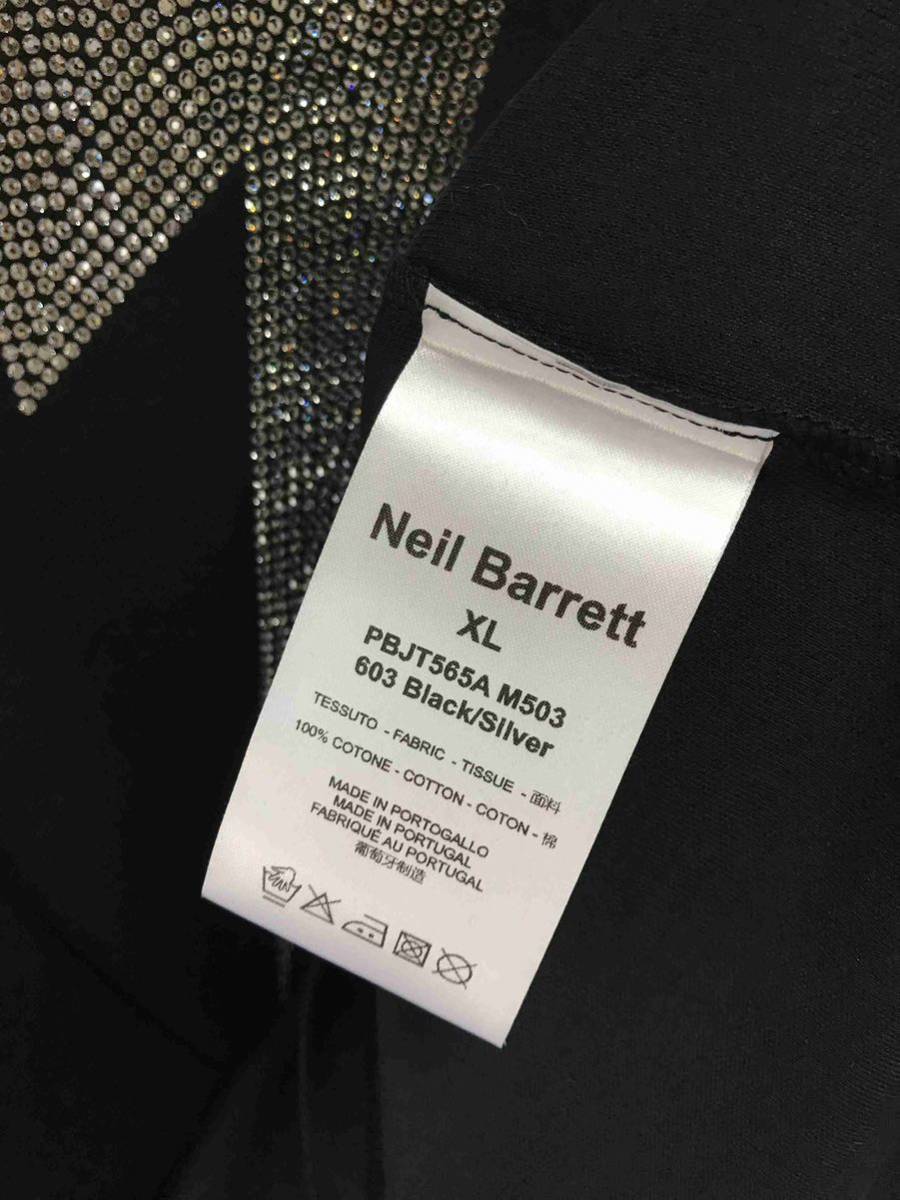 Neil Barrett
XL
PBJT565A M503
603 Black/Silver
TESSUTO - FABRIC - TISSUE - 面料
100% COTONE - COTTON - COTON - 棉
MADE IN PORTOGALLO
MADE IN PORTUGAL
FABRIQUÉ AU PORTUGAL
葡萄牙制造